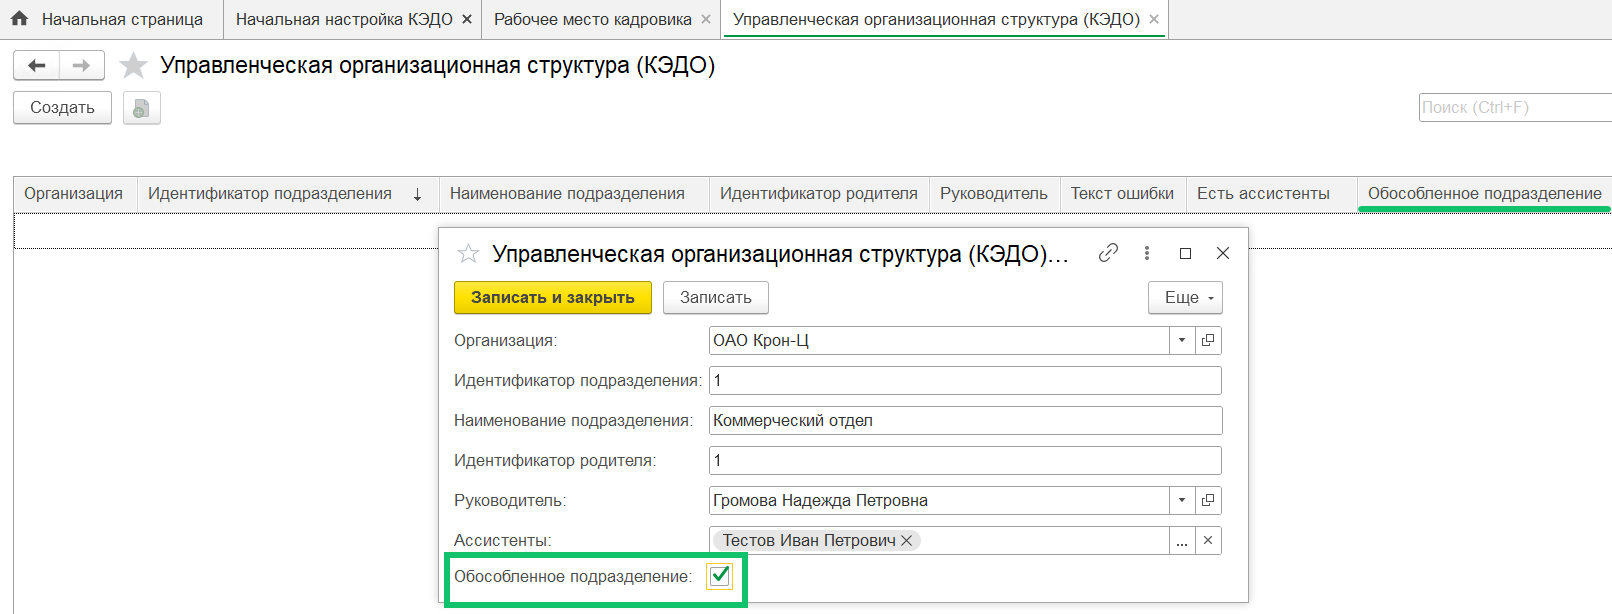 Начальная страница Начальная настройка КЭДО × Рабочее место кадровика × Управленческая организационная структура (КЭДО) ×
Управленческая организационная структура (КЭДО)
Создать
Поиск (Ctrl+F)
Организация Идентификатор подразделения ↓ Наименование подразделения Идентификатор родителя Руководитель Текст ошибки Есть ассистенты Обособленное подразделение
Управленческая организационная структура (КЭДО)...
Записать и закрыть Записать Еще
Организация: ОАО Крон-Ц
Идентификатор подразделения: 1
Наименование подразделения: Коммерческий отдел
Идентификатор родителя: 1
Руководитель: Громова Надежда Петровна
Ассистенты: Тестов Иван Петрович × ... ×
Обособленное подразделение: